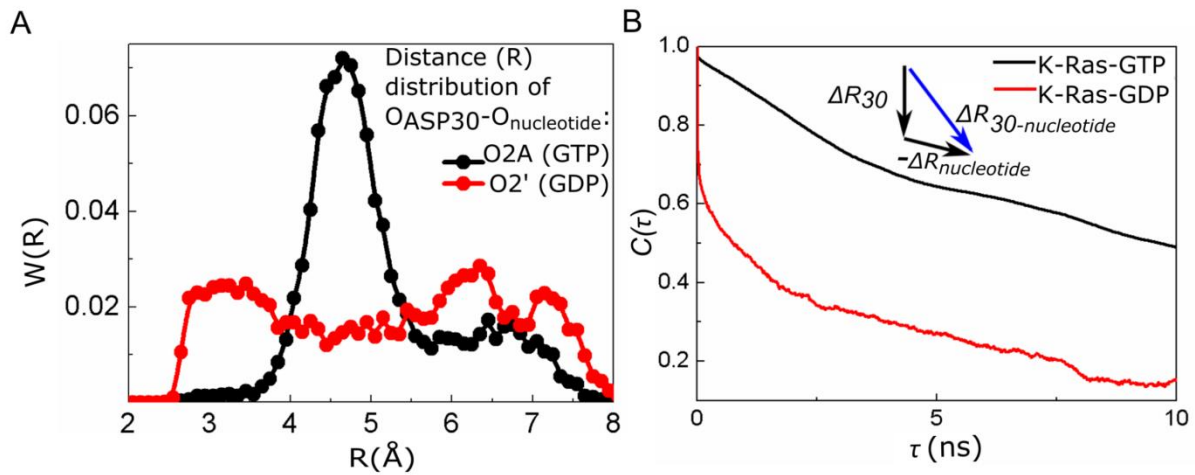 A
Distance (R)
distribution of
OASP30-Onucleotide:
O2A (GTP)
O2' (GDP)
0.06
0.04
0.02
W(R)
2 3 4 5 6 7 8
R(Å)
B
K-Ras-GTP
K-Ras-GDP
ΔR30
ΔR30-nucleotide
-ΔRnucleotide
1.0
0.8
0.6
0.4
0.2
C(τ)
0 5 10
τ (ns)